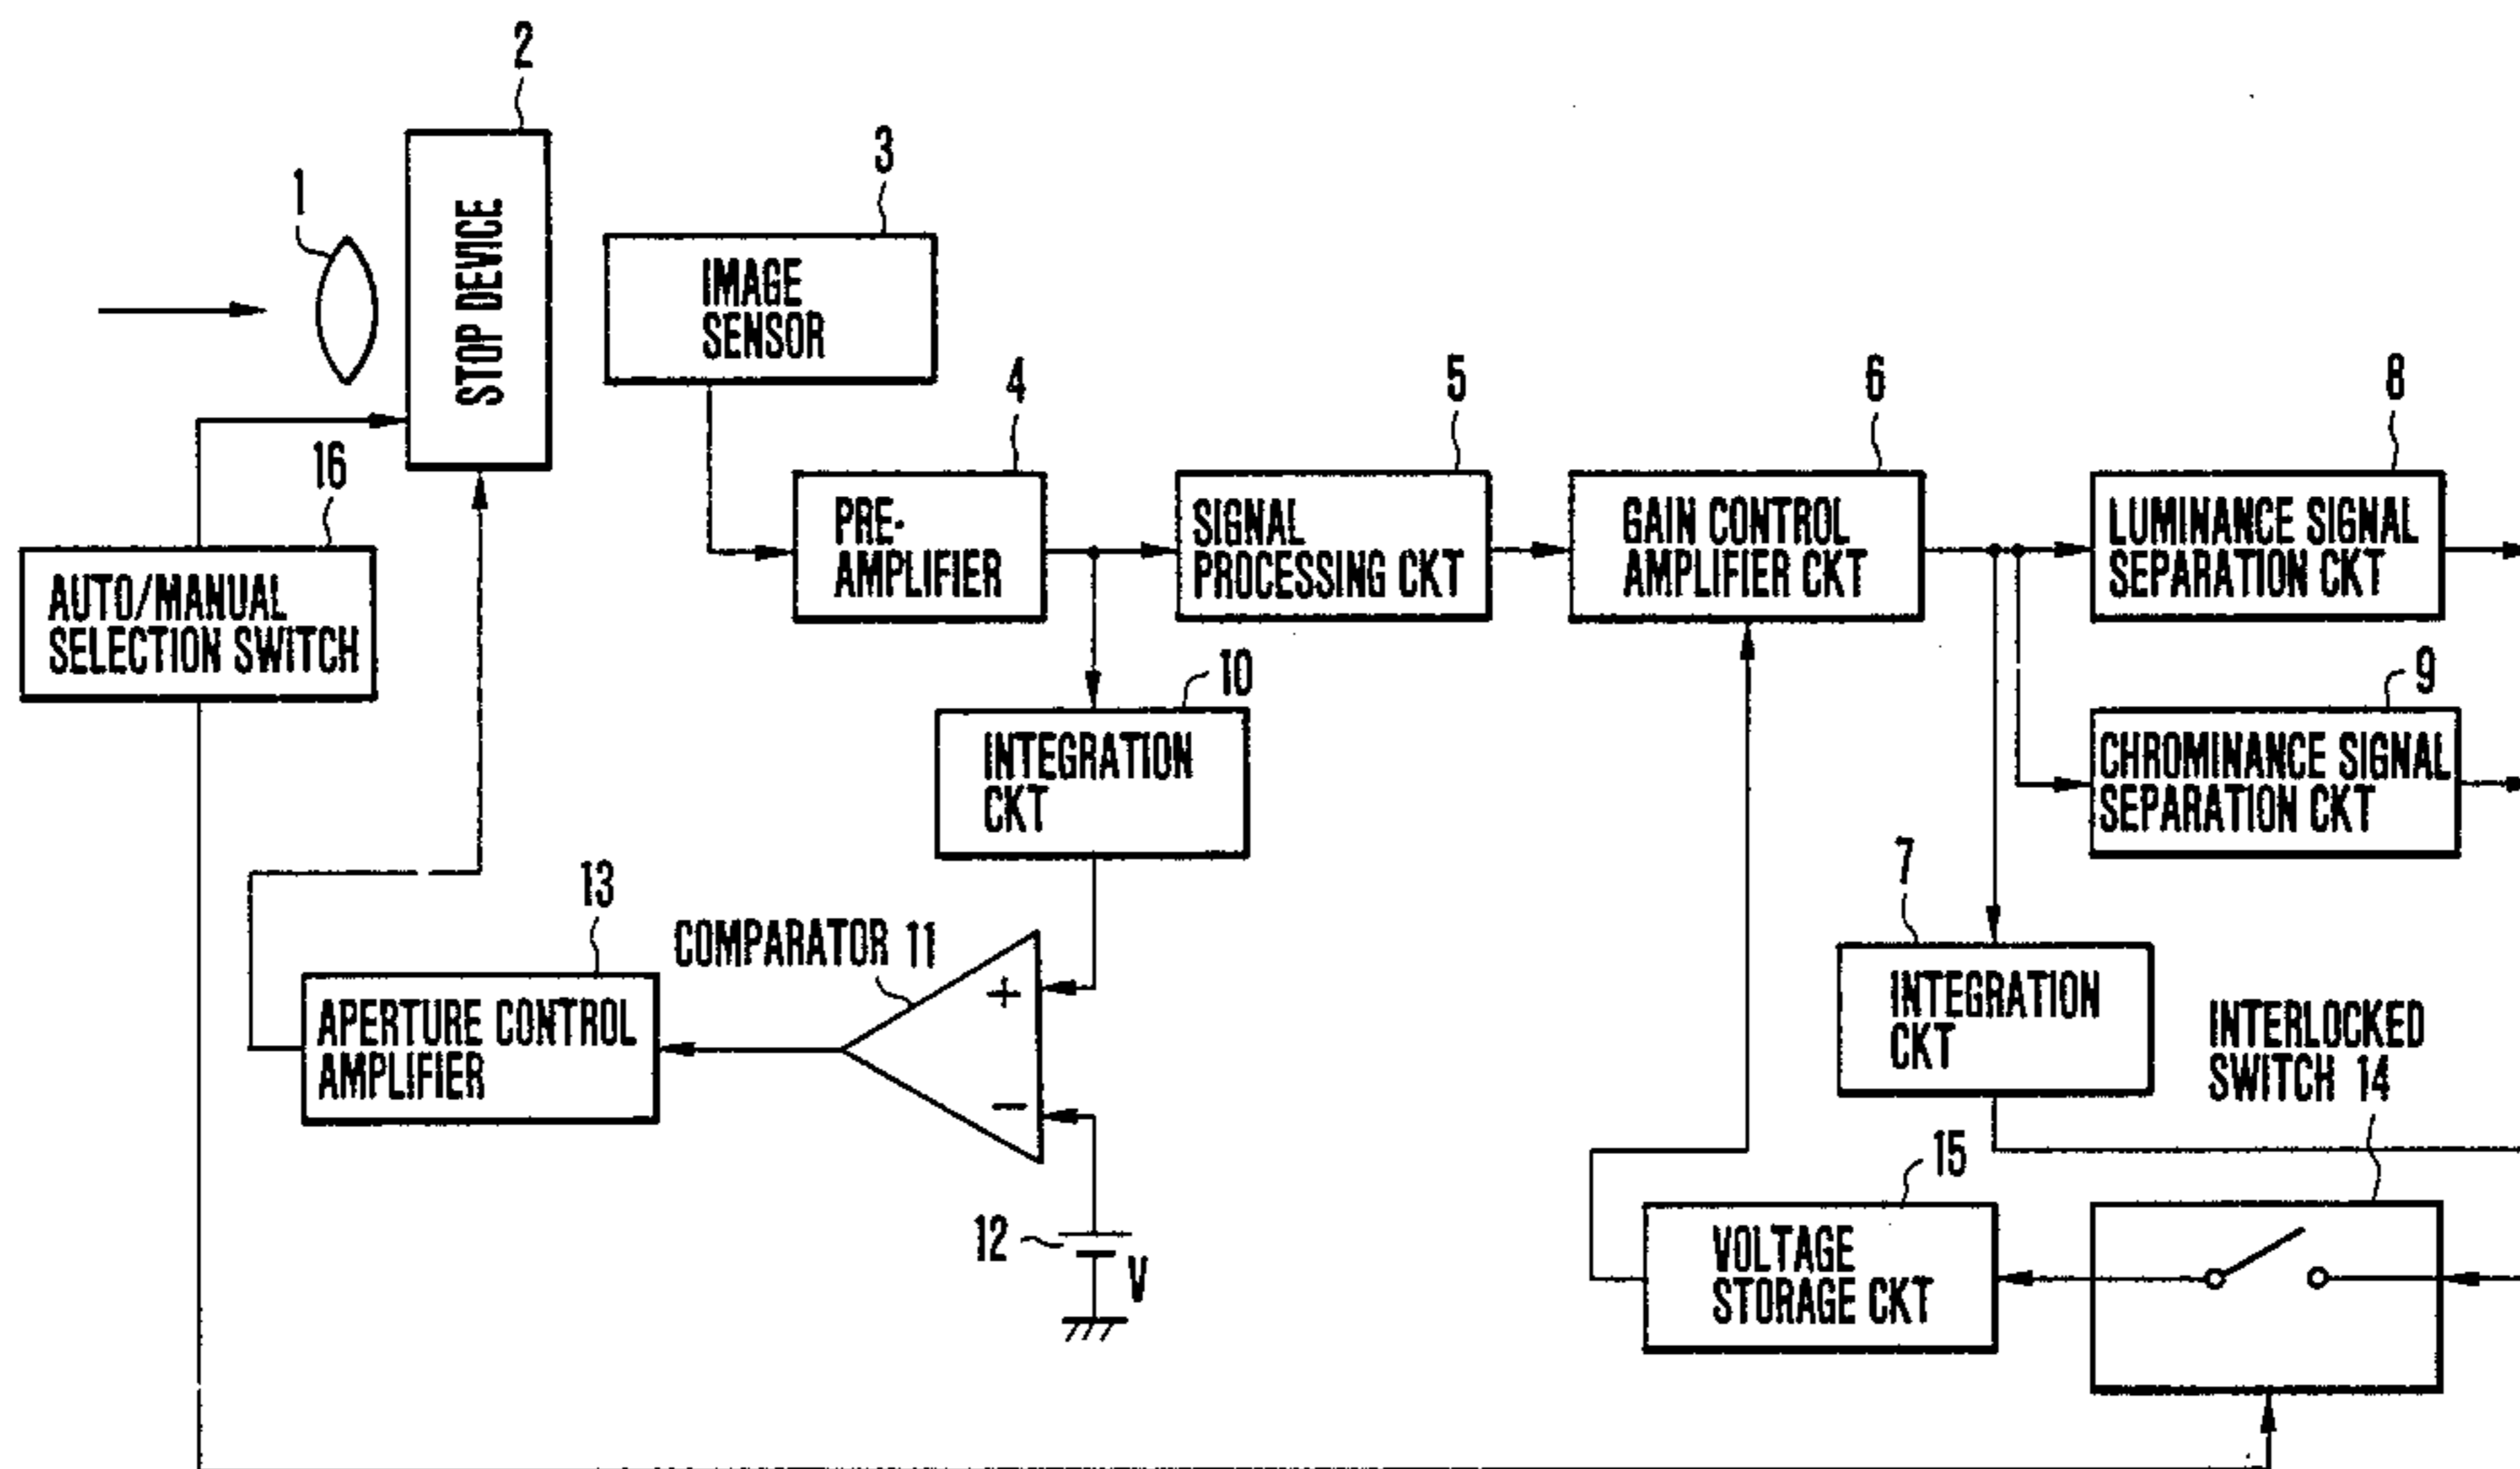 2
1
STOP DEVICE
3
IMAGE
SENSOR
16
AUTO/MANUAL
SELECTION SWITCH
4
PRE-
AMPLIFIER
5
SIGNAL
PROCESSING CKT
6
GAIN CONTROL
AMPLIFIER CKT
8
LUMINANCE SIGNAL
SEPARATION CKT
10
INTEGRATION
CKT
9
CHROMINANCE SIGNAL
SEPARATION CKT
13
APERTURE CONTROL
AMPLIFIER
COMPARATOR 11
+
−
12
V
7
INTEGRATION
CKT
INTERLOCKED
SWITCH 14
15
VOLTAGE
STORAGE CKT